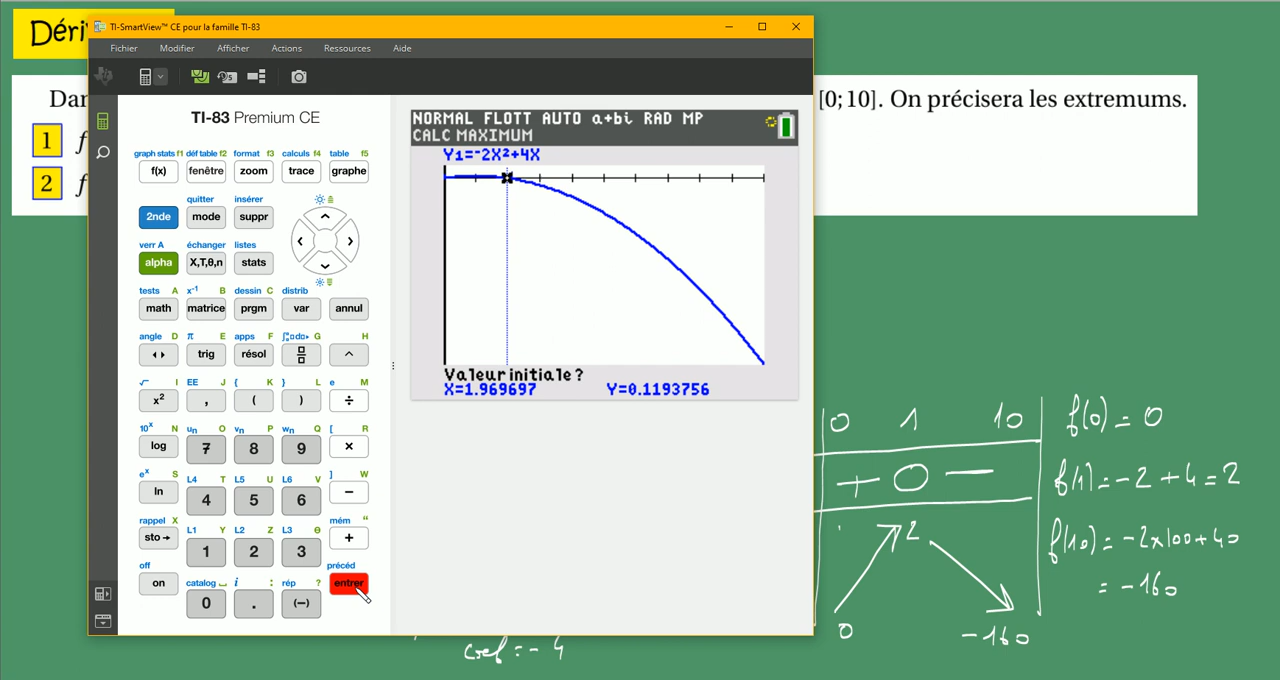 Déri
TI-SmartView™ CE pour la famille TI-83
Fichier Modifier Afficher Actions Ressources Aide
Dan
[0; 10]. On précisera les extremums.
1 f
2 f
TI-83 Premium CE
graph stats f1 déf table f2 format f3 calculs f4 table f5
f(x) fenêtre zoom trace graphe
quitter insérer
2nde mode suppr
verr A échanger listes
alpha X,T,θ,n stats
tests A x⁻¹ B dessin C distrib
math matrice prgm var annul
angle D π E apps F G H
trig résol ^
√ I EE J { K } L e M
x² , ( ) ÷
10ˣ N uₙ O vₙ P wₙ Q [ R
log 7 8 9 ×
eˣ S L4 T L5 U L6 V ] W
ln 4 5 6 −
rappel X L1 Y L2 Z L3 θ mém "
sto→ 1 2 3 +
off catalog i : rép ? précéd
on 0 . (−) entrer
NORMAL FLOTT AUTO a+bi RAD MP
CALC MAXIMUM
Y1=-2X²+4X
Valeur initiale ?
X=1.969697 Y=0.1193756
0 1 10
+ 0 −
2
0 -160
f(0) = 0
f(1) = -2 + 4 = 2
f(10) = -2×100+40
= -160
coef = - 4